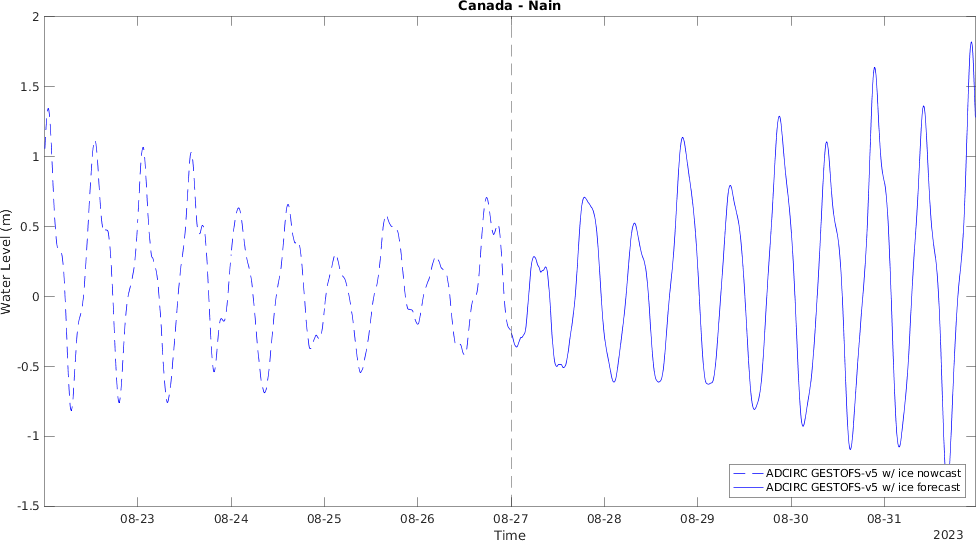 Canada - Nain
Water Level (m)
2
1.5
1
0.5
0
-0.5
-1
-1.5
ADCIRC GESTOFS-v5 w/ ice nowcast
ADCIRC GESTOFS-v5 w/ ice forecast
08-23 08-24 08-25 08-26 08-27 08-28 08-29 08-30 08-31
Time
2023